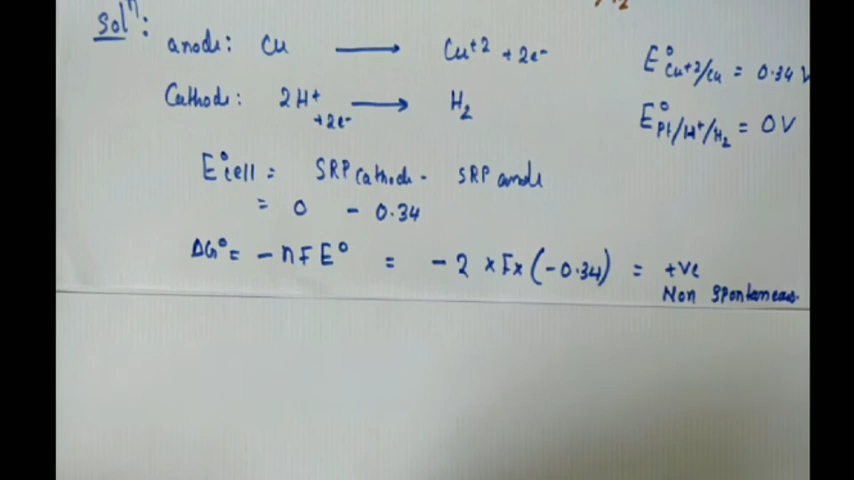 Solⁿ:
anode: Cu ⟶ Cu⁺² + 2e⁻ E°Cu⁺²/Cu = 0.34 V
Cathode: 2H⁺ + 2e⁻ ⟶ H₂ E°Pt/H⁺/H₂ = 0V
E°cell = SRP Cathode - SRP anode
= 0 - 0.34
ΔG° = - nFE° = - 2 × F × (-0.34) = +ve
Non Spontaneous.